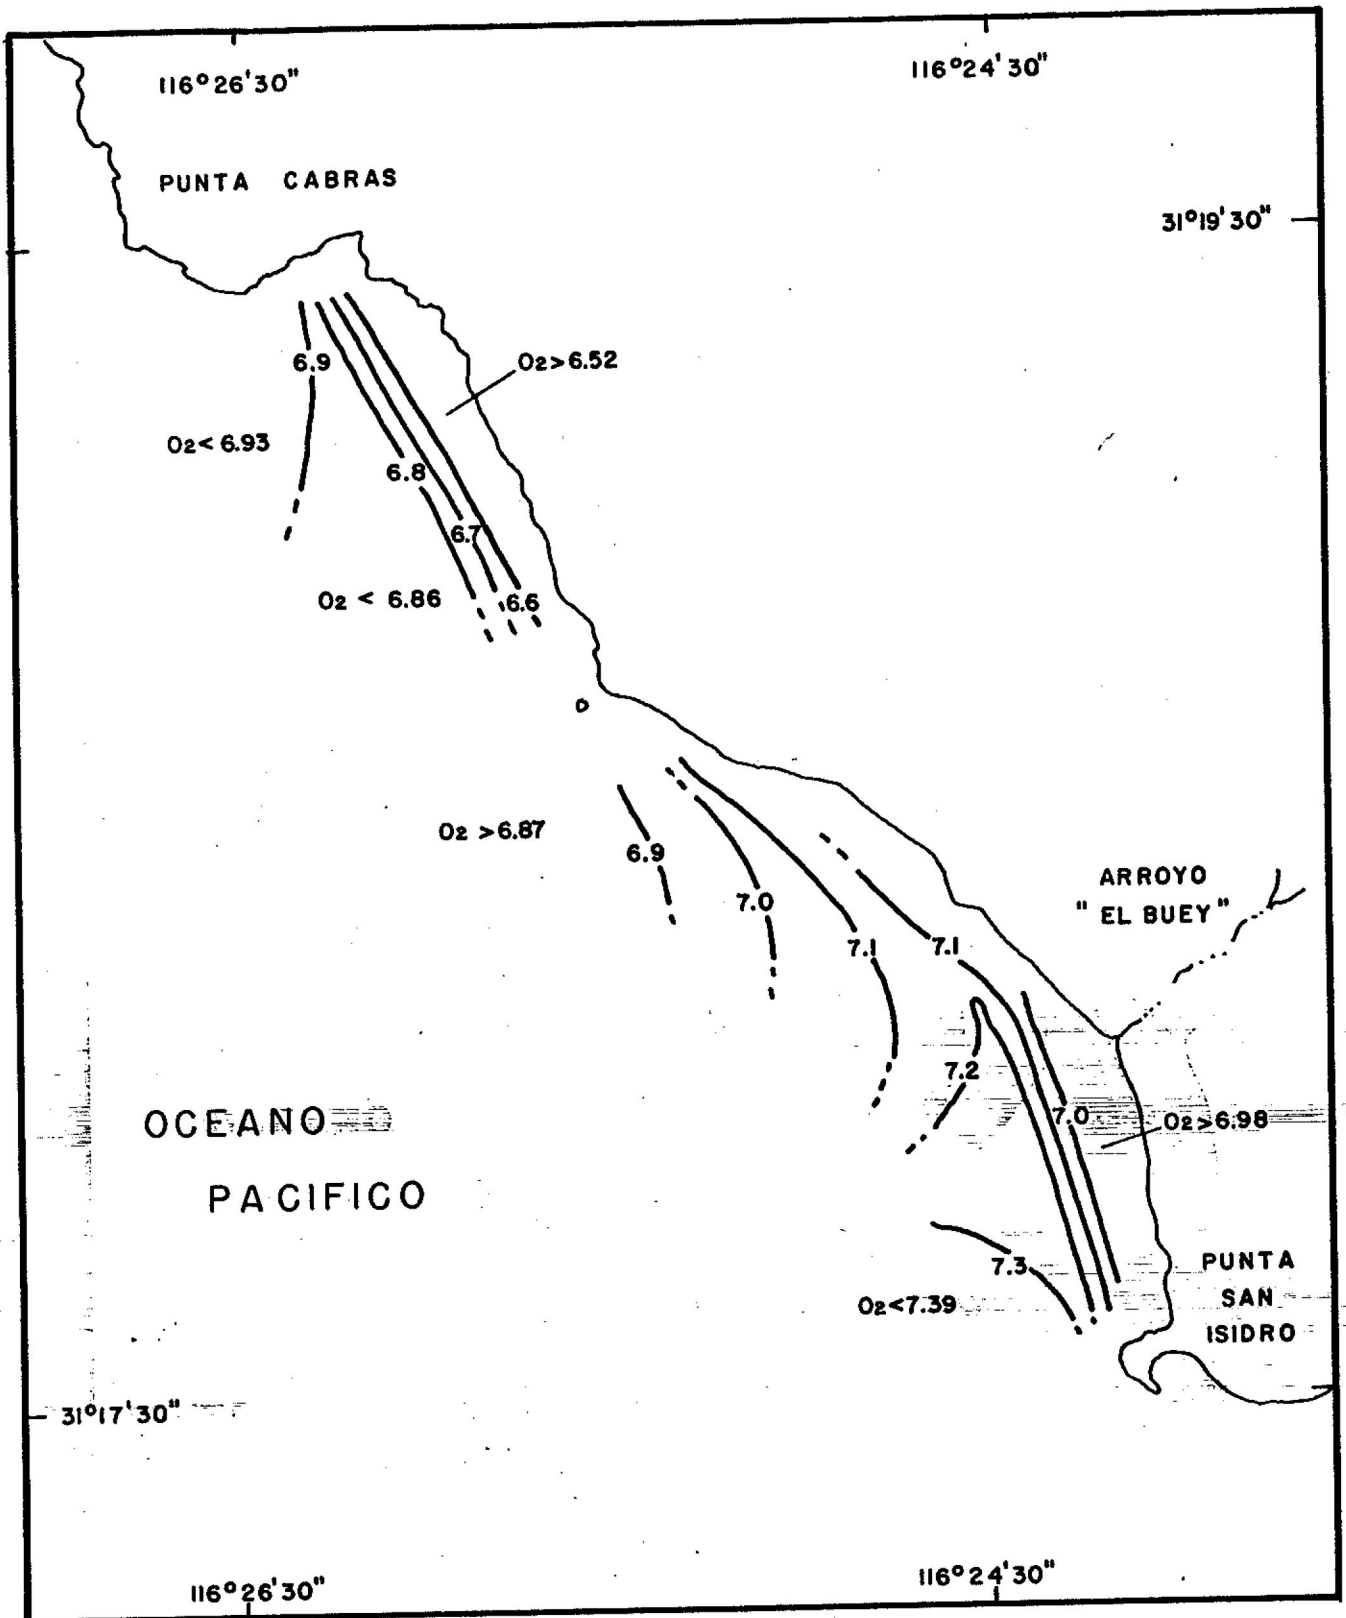 116°26'30"
116°24'30"
PUNTA CABRAS
31°19'30"
O2>6.52
6.9
O2<6.93
6.8
6.7
O2 < 6.86
6.6
O2 >6.87
6.9
ARROYO
" EL BUEY "
7.0
7.1
7.1
7.2
OCEANO
PACIFICO
7.0
O2>6.98
7.3
O2<7.39
PUNTA
SAN
ISIDRO
31°17'30"
116°26'30"
116°24'30"